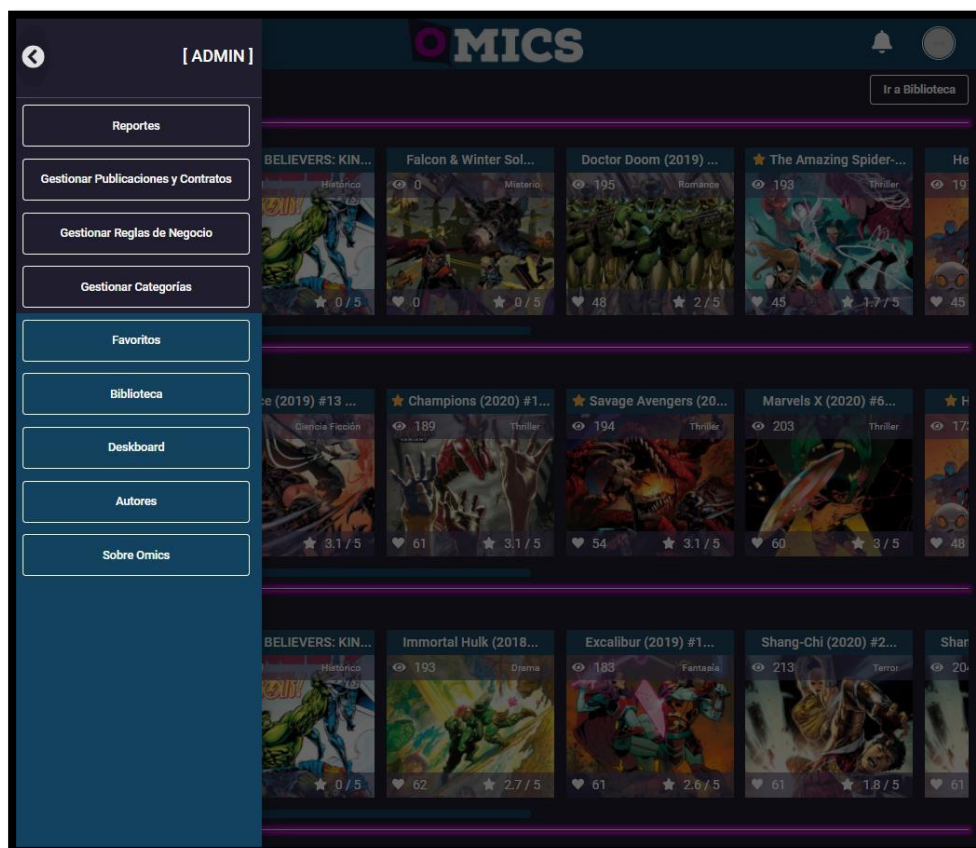 [ ADMIN ]
OMICS
Ir a Biblioteca
Reportes
Gestionar Publicaciones y Contratos
Gestionar Reglas de Negocio
Gestionar Categorías
Favoritos
Biblioteca
Deskboard
Autores
Sobre Omics
BELIEVERS: KIN...
Falcon & Winter Sol...
Doctor Doom (2019) ...
The Amazing Spider-...
He
Histórico
0 Misterio
195 Romance
193 Thriller
19
0 / 5
0 0 / 5
48 2 / 5
45 1.7 / 5
45
ce (2019) #13 ...
Champions (2020) #1...
Savage Avengers (20...
Marvels X (2020) #6...
H
Ciencia Ficción
189 Thriller
194 Thriller
203 Thriller
17
3.1 / 5
61 3.1 / 5
54 3.1 / 5
60 3 / 5
48
BELIEVERS: KIN...
Immortal Hulk (2018...
Excalibur (2019) #1...
Shang-Chi (2020) #2...
Shar
Histórico
193 Drama
183 Fantasía
213 Terror
20
0 / 5
62 2.7 / 5
61 2.6 / 5
61 1.8 / 5
61